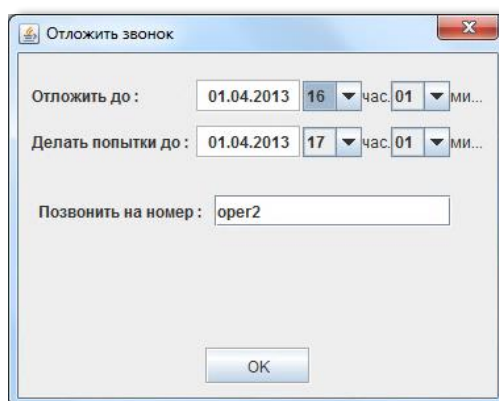 Отложить звонок
Отложить до : 01.04.2013 16 час. 01 ми...
Делать попытки до : 01.04.2013 17 час. 01 ми...
Позвонить на номер : oper2
OK